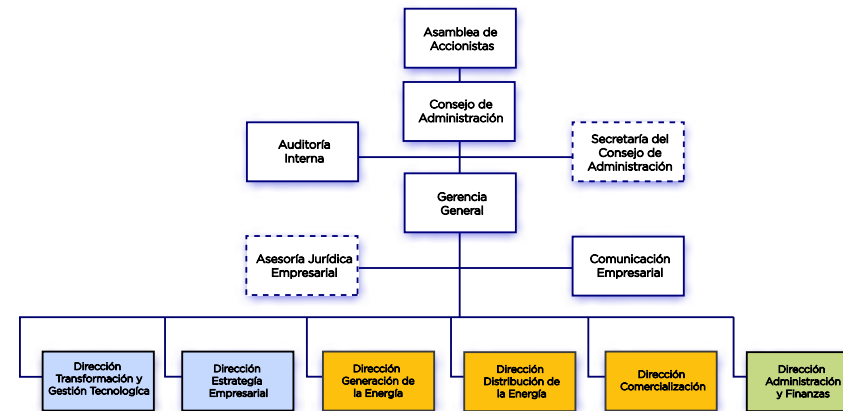 Asamblea de
Accionistas
Consejo de
Administración
Auditoría
Interna
Secretaría del
Consejo de
Administración
Gerencia
General
Asesoría Jurídica
Empresarial
Comunicación
Empresarial
Dirección
Transformación y
Gestión Tecnologíca
Dirección
Estrategía
Empresarial
Dirección
Generación de
la Energía
Dirección
Distribución de
la Energía
Dirección
Comercialización
Dirección
Administración
y Finanzas